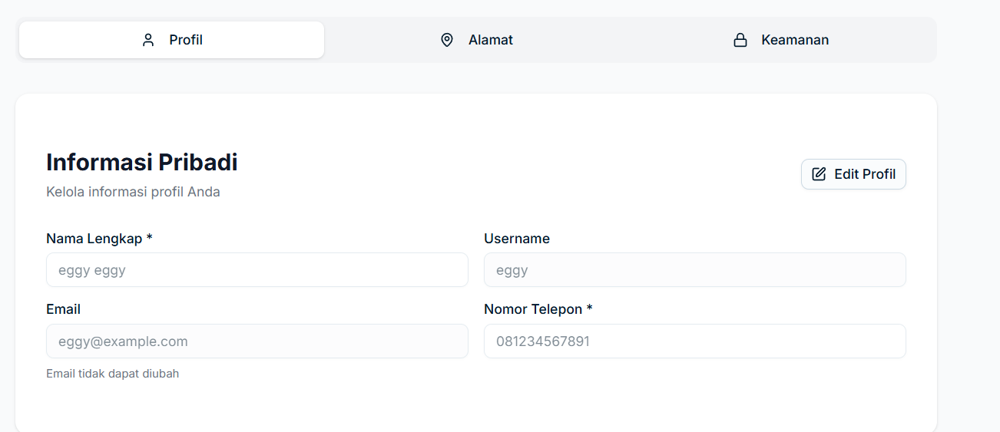 Profil
Alamat
Keamanan
Informasi Pribadi
Kelola informasi profil Anda
Edit Profil
Nama Lengkap *
Username
eggy eggy
eggy
Email
Nomor Telepon *
eggy@example.com
081234567891
Email tidak dapat diubah